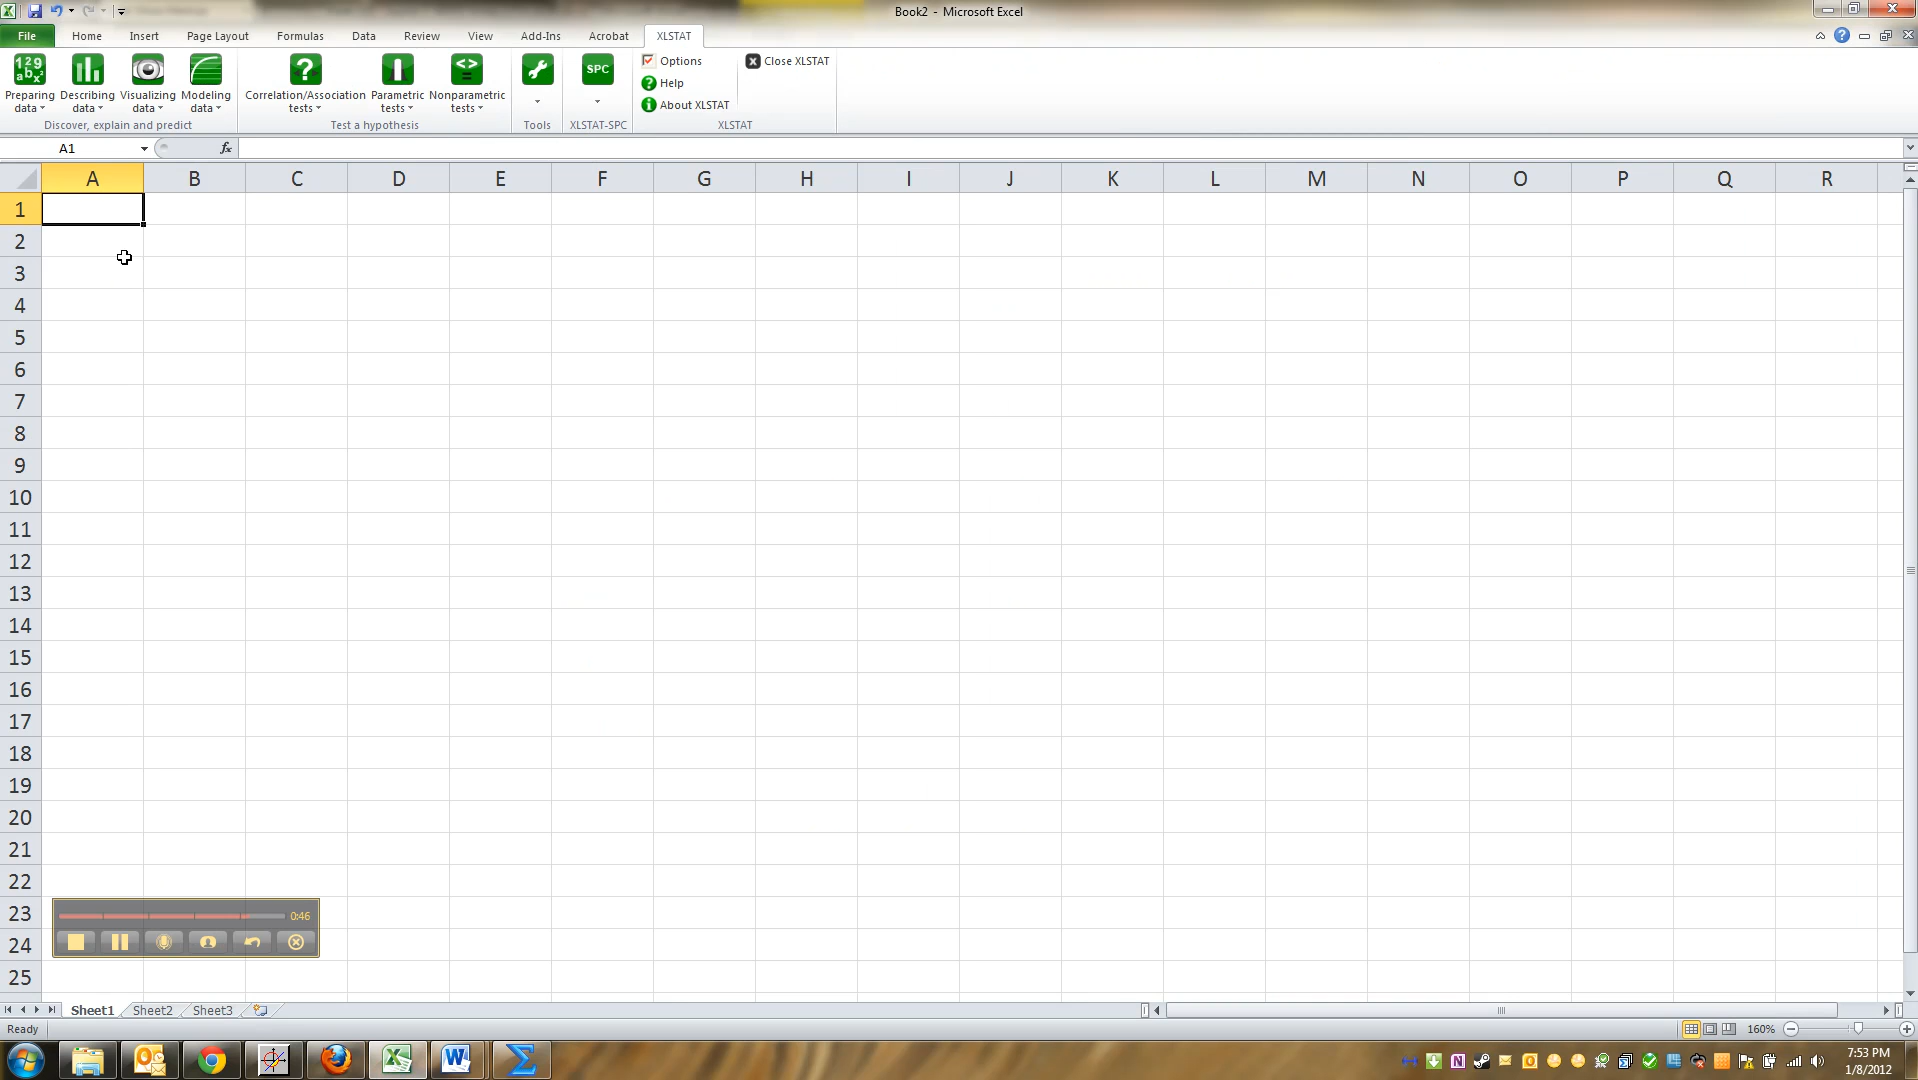 Book2 - Microsoft Excel
File Home Insert Page Layout Formulas Data Review View Add-Ins Acrobat XLSTAT
Preparing data Describing data Visualizing data Modeling data Correlation/Association tests Parametric tests Nonparametric tests SPC Options Close XLSTAT
Help
About XLSTAT
Discover, explain and predict Test a hypothesis Tools XLSTAT-SPC XLSTAT
A1 fx
A B C D E F G H I J K L M N O P Q R
1
2
3
4
5
6
7
8
9
10
11
12
13
14
15
16
17
18
19
20
21
22
23
0:46
24
25
Sheet1 Sheet2 Sheet3
Ready 160%
7:53 PM
1/8/2012